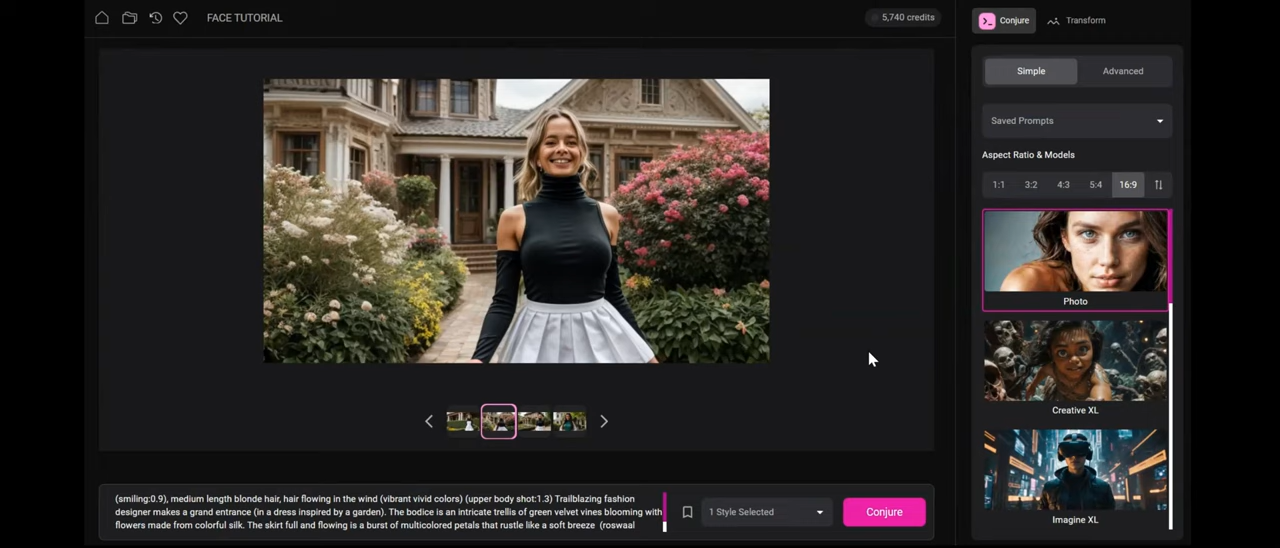 FACE TUTORIAL
5,740 credits
Conjure
Transform
Simple
Advanced
Saved Prompts
Aspect Ratio & Models
1:1
3:2
4:3
5:4
16:9
Photo
Creative XL
Imagine XL
(smiling:0.9), medium length blonde hair, hair flowing in the wind (vibrant vivid colors) (upper body shot:1.3) Trailblazing fashion
designer makes a grand entrance (in a dress inspired by a garden). The bodice is an intricate trellis of green velvet vines blooming with
flowers made from colorful silk. The skirt full and flowing is a burst of multicolored petals that rustle like a soft breeze (roswaal
1 Style Selected
Conjure